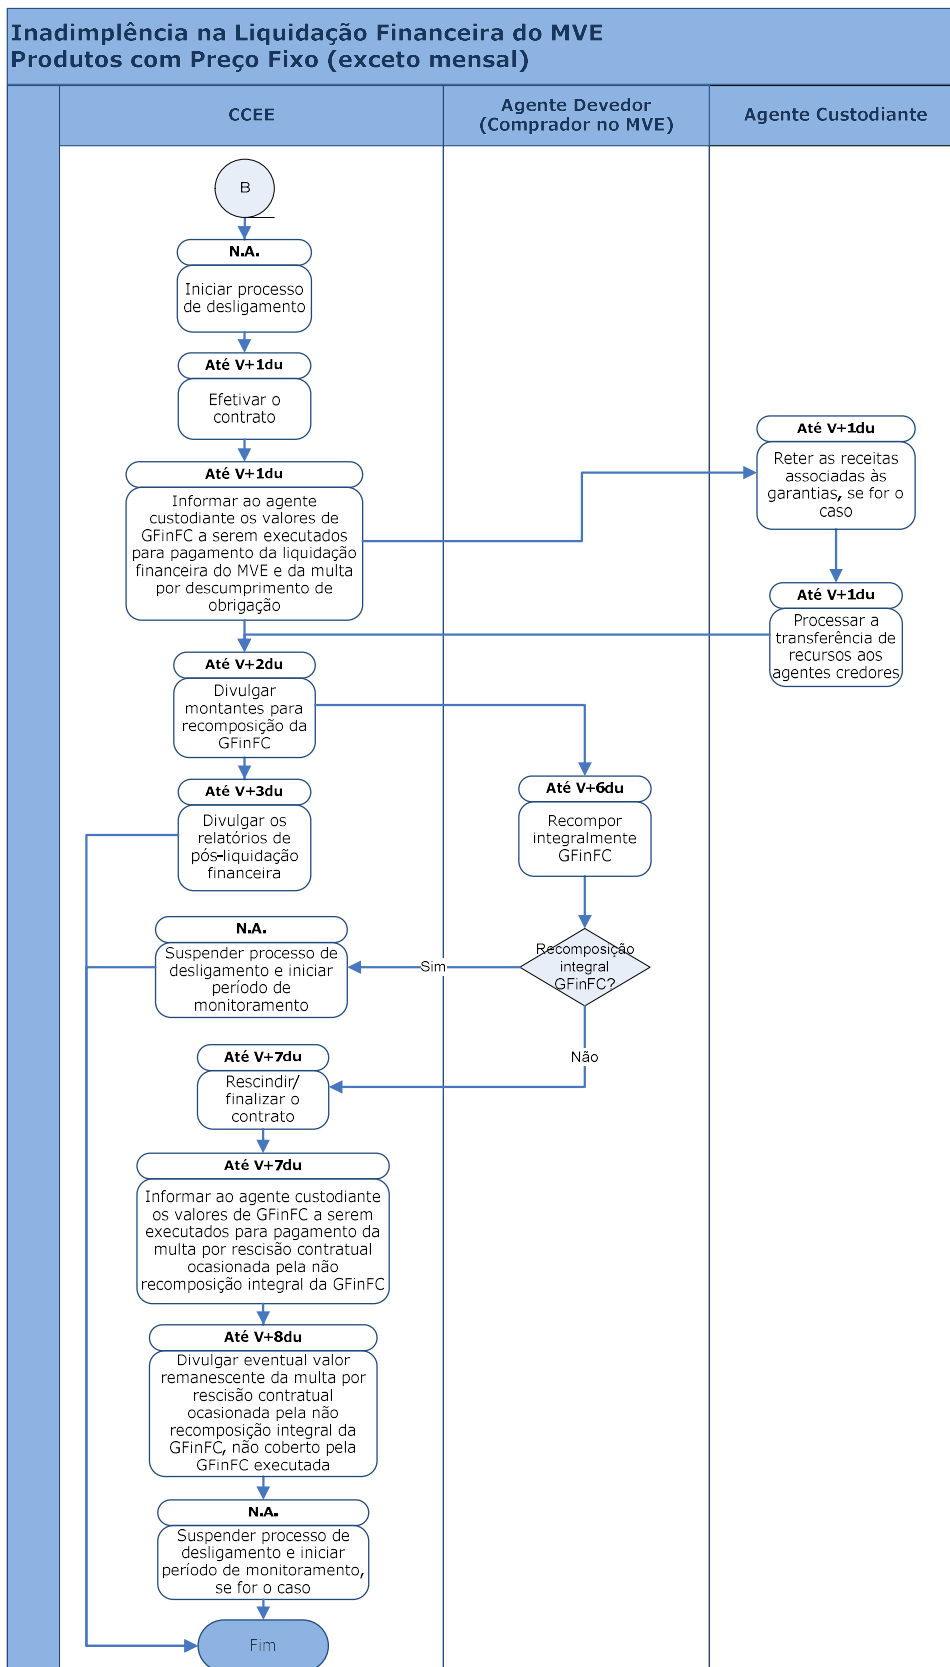 Inadimplência na Liquidação Financeira do MVE
Produtos com Preço Fixo (exceto mensal)
CCEE
Agente Devedor
(Comprador no MVE)
Agente Custodiante
B
N.A.
Iniciar processo
de desligamento
Até V+1du
Efetivar o
contrato
Até V+1du
Informar ao agente
custodiante os valores de
GFinFC a serem executados
para pagamento da liquidação
financeira do MVE e da multa
por descumprimento de
obrigação
Até V+1du
Reter as receitas
associadas às
garantias, se for o
caso
Até V+1du
Processar a
transferência de
recursos aos
agentes credores
Até V+2du
Divulgar
montantes para
recomposição da
GFinFC
Até V+3du
Divulgar os
relatórios de
pós-liquidação
financeira
Até V+6du
Recompor
integralmente
GFinFC
Recomposição
integral
GFinFC?
Sim
N.A.
Suspender processo de
desligamento e iniciar
período de
monitoramento
Não
Até V+7du
Rescindir/
finalizar o
contrato
Até V+7du
Informar ao agente custodiante
os valores de GFinFC a serem
executados para pagamento da
multa por rescisão contratual
ocasionada pela não
recomposição integral da GFinFC
Até V+8du
Divulgar eventual valor
remanescente da multa por
rescisão contratual
ocasionada pela não
recomposição integral da
GFinFC, não coberto pela
GFinFC executada
N.A.
Suspender processo de
desligamento e iniciar
período de monitoramento,
se for o caso
Fim